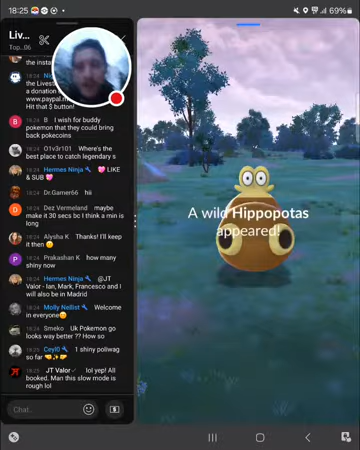 18:25
69%
Liv...
Top...06
the insta
18:24
the Livest
a donation
www.paypal.m
Hit that $ button!
18:24 B I wish for buddy
pokemon that they could bring
back pokecoins
18:24 O1v3r101 Where's the
best place to catch legendary s
18:24 Hermes Ninja LIKE
& SUB
18:24 Dr.Gamer66 hii
18:24 Dez Vermeland maybe
make it 30 secs bc I think a min is
long
18:24 Alysha K Thanks! I'll keep
it then
18:24 Prakashan K how many
shiny now
18:24 Hermes Ninja @JT
Valor - Ian, Mark, Francesco and I
will also be in Madrid
18:24 Molly Nellist Welcome
in everyone
18:24 Smeko Uk Pokemon go
looks way better ?? How so
18:25 Ceyl0 1 shiny poliwag
so far
18:25 JT Valor lol yep! All
booked. Man this slow mode is
rough lol
Chat...
A wild Hippopotas
appeared!